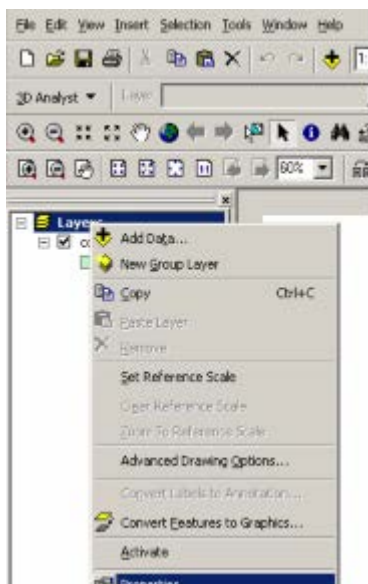 File Edit View Insert Selection Tools Window Help
1:
3D Analyst Layer:
60%
Layers
Add Data...
New Group Layer
Copy Ctrl+C
Paste Layer
Remove
Set Reference Scale
Clear Reference Scale
Zoom To Reference Scale
Advanced Drawing Options...
Convert Labels to Annotation...
Convert Features to Graphics...
Activate
Properties